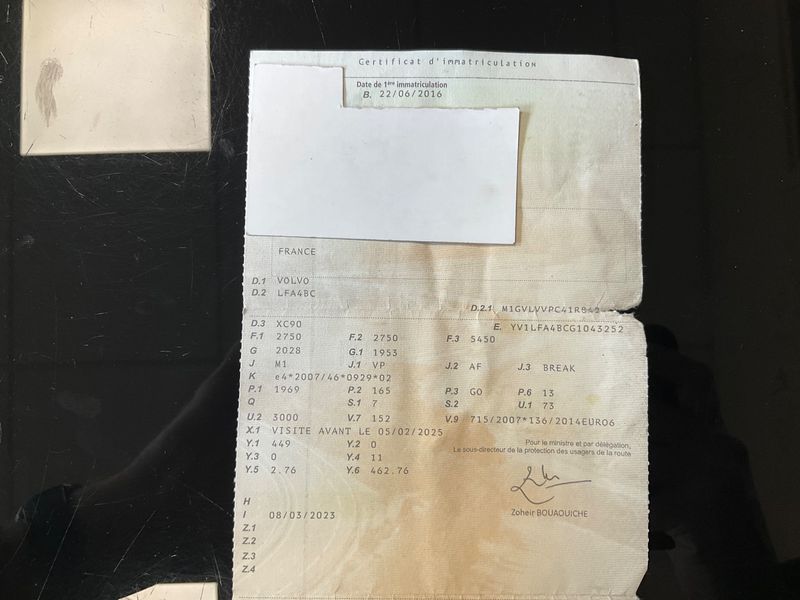 Certificat d'immatriculation
Date de 1ère immatriculation
B. 22/06/2016
FRANCE
D.1 VOLVO
D.2 LFA4BC
D.2.1 M1GVLVVPC41R842
D.3 XC90
E. YV1LFA4BCG1043252
F.1 2750 F.2 2750 F.3 5450
G 2028 G.1 1953
J M1 J.1 VP J.2 AF J.3 BREAK
K e4*2007/46*0929*02
P.1 1969 P.2 165 P.3 GO P.6 13
Q S.1 7 S.2 U.1 73
U.2 3000 V.7 152 V.9 715/2007*136/2014EURO6
X.1 VISITE AVANT LE 05/02/2025
Y.1 449 Y.2 0
Pour le ministre et par délégation,
Le sous-directeur de la protection des usagers de la route
Y.3 0 Y.4 11
Y.5 2.76 Y.6 462.76
H
I 08/03/2023
Zoheir BOUAOUICHE
Z.1
Z.2
Z.3
Z.4